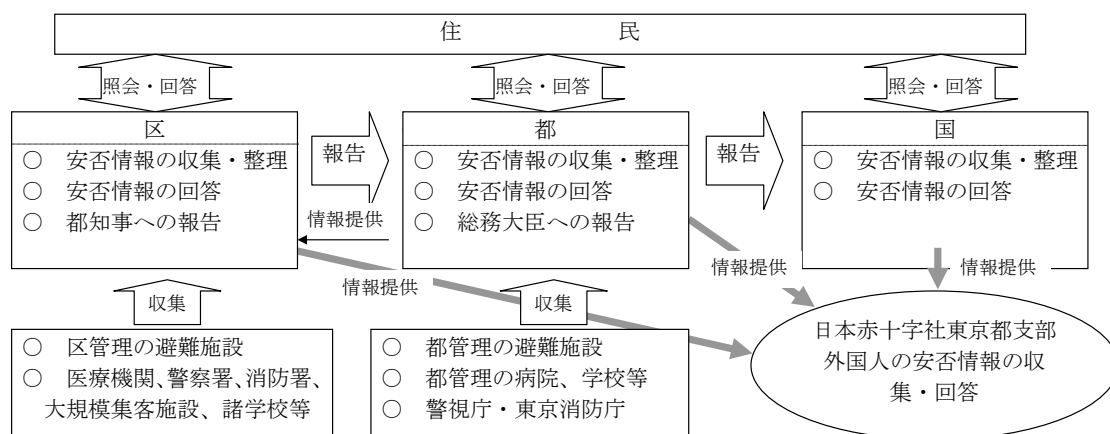 住　民
照会・回答
照会・回答
照会・回答
区
○ 安否情報の収集・整理
○ 安否情報の回答
○ 都知事への報告
報告
都
○ 安否情報の収集・整理
○ 安否情報の回答
○ 総務大臣への報告
報告
国
○ 安否情報の収集・整理
○ 安否情報の回答
情報提供
情報提供
情報提供
情報提供
収集
収集
○ 区管理の避難施設
○ 医療機関、警察署、消防署、
大規模集客施設、諸学校等
○ 都管理の避難施設
○ 都管理の病院、学校等
○ 警視庁・東京消防庁
日本赤十字社東京都支部
外国人の安否情報の収
集・回答